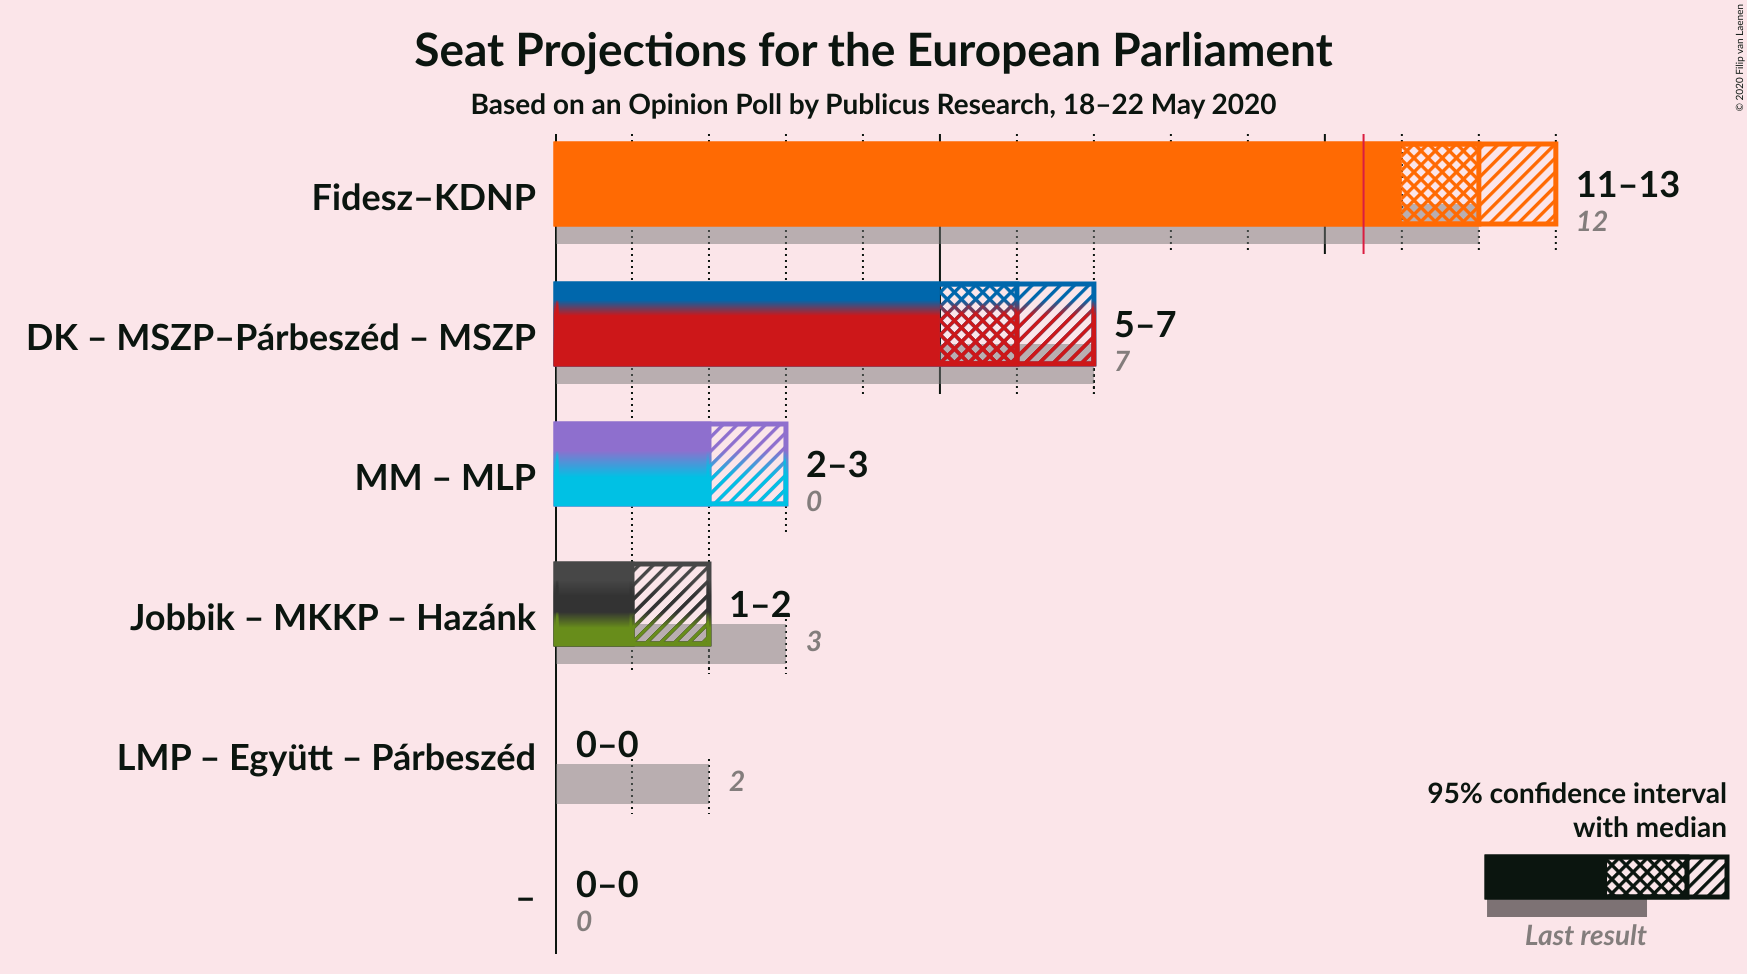 Seat Projections for the European Parliament
Based on an Opinion Poll by Publicus Research, 18–22 May 2020
© 2020 Filip van Laenen
Fidesz–KDNP
11–13
12
DK – MSZP–Párbeszéd – MSZP
5–7
7
MM – MLP
2–3
0
Jobbik – MKKP – Hazánk
1–2
3
LMP – Együtt – Párbeszéd
0–0
2
–
0–0
0
95% confidence interval
with median
Last result